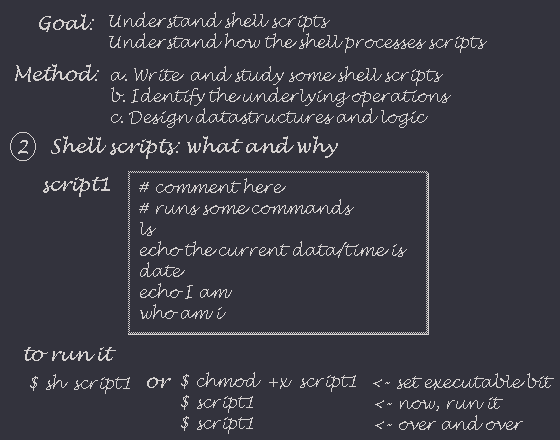 Goal: Understand shell scripts
Understand how the shell processes scripts
Method: a. Write and study some shell scripts
b. Identify the underlying operations
c. Design datastructures and logic
2 Shell scripts: what and why
script1
# comment here
# runs some commands
ls
echo the current data/time is
date
echo I am
who am i
to run it
$ sh script1 or $ chmod +x script1 <- set executable bit
$ script1 <- now, run it
$ script1 <- over and over